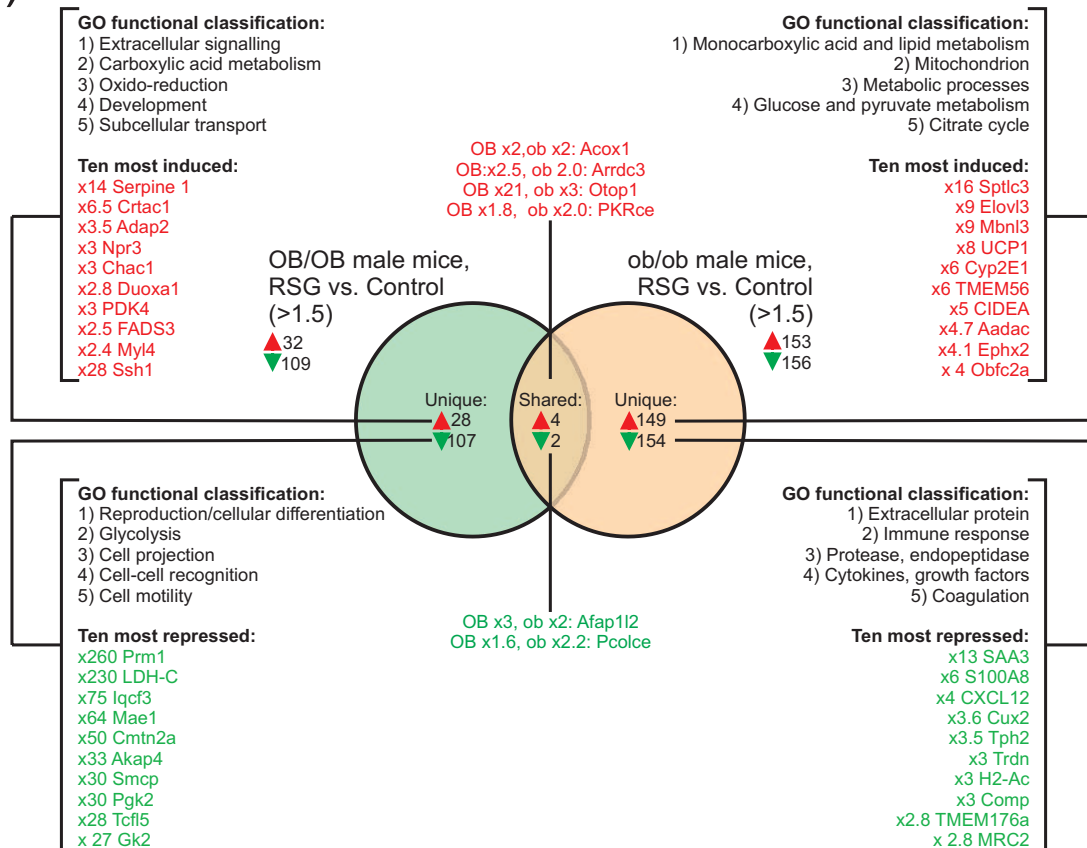 )
GO functional classification:
1) Extracellular signalling
2) Carboxylic acid metabolism
3) Oxido-reduction
4) Development
5) Subcellular transport
Ten most induced:
x14 Serpine 1
x6.5 Crtac1
x3.5 Adap2
x3 Npr3
x3 Chac1
x2.8 Duoxa1
x3 PDK4
x2.5 FADS3
x2.4 Myl4
x28 Ssh1
GO functional classification:
1) Monocarboxylic acid and lipid metabolism
2) Mitochondrion
3) Metabolic processes
4) Glucose and pyruvate metabolism
5) Citrate cycle
Ten most induced:
x16 Sptlc3
x9 Elovl3
x9 Mbnl3
x8 UCP1
x6 Cyp2E1
x6 TMEM56
x5 CIDEA
x4.7 Aadac
x4.1 Ephx2
x 4 Obfc2a
OB x2,ob x2: Acox1
OB:x2.5, ob 2.0: Arrdc3
OB x21, ob x3: Otop1
OB x1.8, ob x2.0: PKRce
OB/OB male mice,
RSG vs. Control
(>1.5)
32
109
ob/ob male mice,
RSG vs. Control
(>1.5)
153
156
Unique:
28
107
Shared:
4
2
Unique:
149
154
GO functional classification:
1) Reproduction/cellular differentiation
2) Glycolysis
3) Cell projection
4) Cell-cell recognition
5) Cell motility
Ten most repressed:
x260 Prm1
x230 LDH-C
x75 Iqcf3
x64 Mae1
x50 Cmtn2a
x33 Akap4
x30 Smcp
x30 Pgk2
x28 Tcfl5
x 27 Gk2
OB x3, ob x2: Afap1l2
OB x1.6, ob x2.2: Pcolce
GO functional classification:
1) Extracellular protein
2) Immune response
3) Protease, endopeptidase
4) Cytokines, growth factors
5) Coagulation
Ten most repressed:
x13 SAA3
x6 S100A8
x4 CXCL12
x3.6 Cux2
x3.5 Tph2
x3 Trdn
x3 H2-Ac
x3 Comp
x2.8 TMEM176a
x 2.8 MRC2